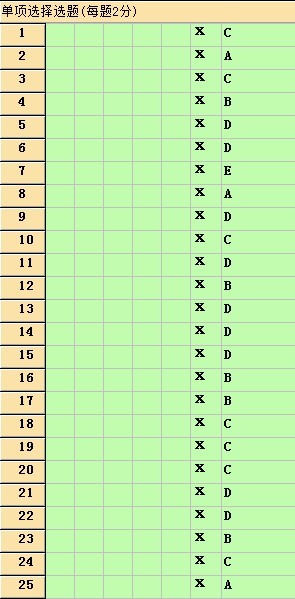 单项选择选题(每题2分)
1 X C
2 X A
3 X C
4 X B
5 X D
6 X D
7 X E
8 X A
9 X D
10 X C
11 X D
12 X B
13 X D
14 X D
15 X D
16 X B
17 X B
18 X C
19 X C
20 X C
21 X D
22 X D
23 X B
24 X C
25 X A